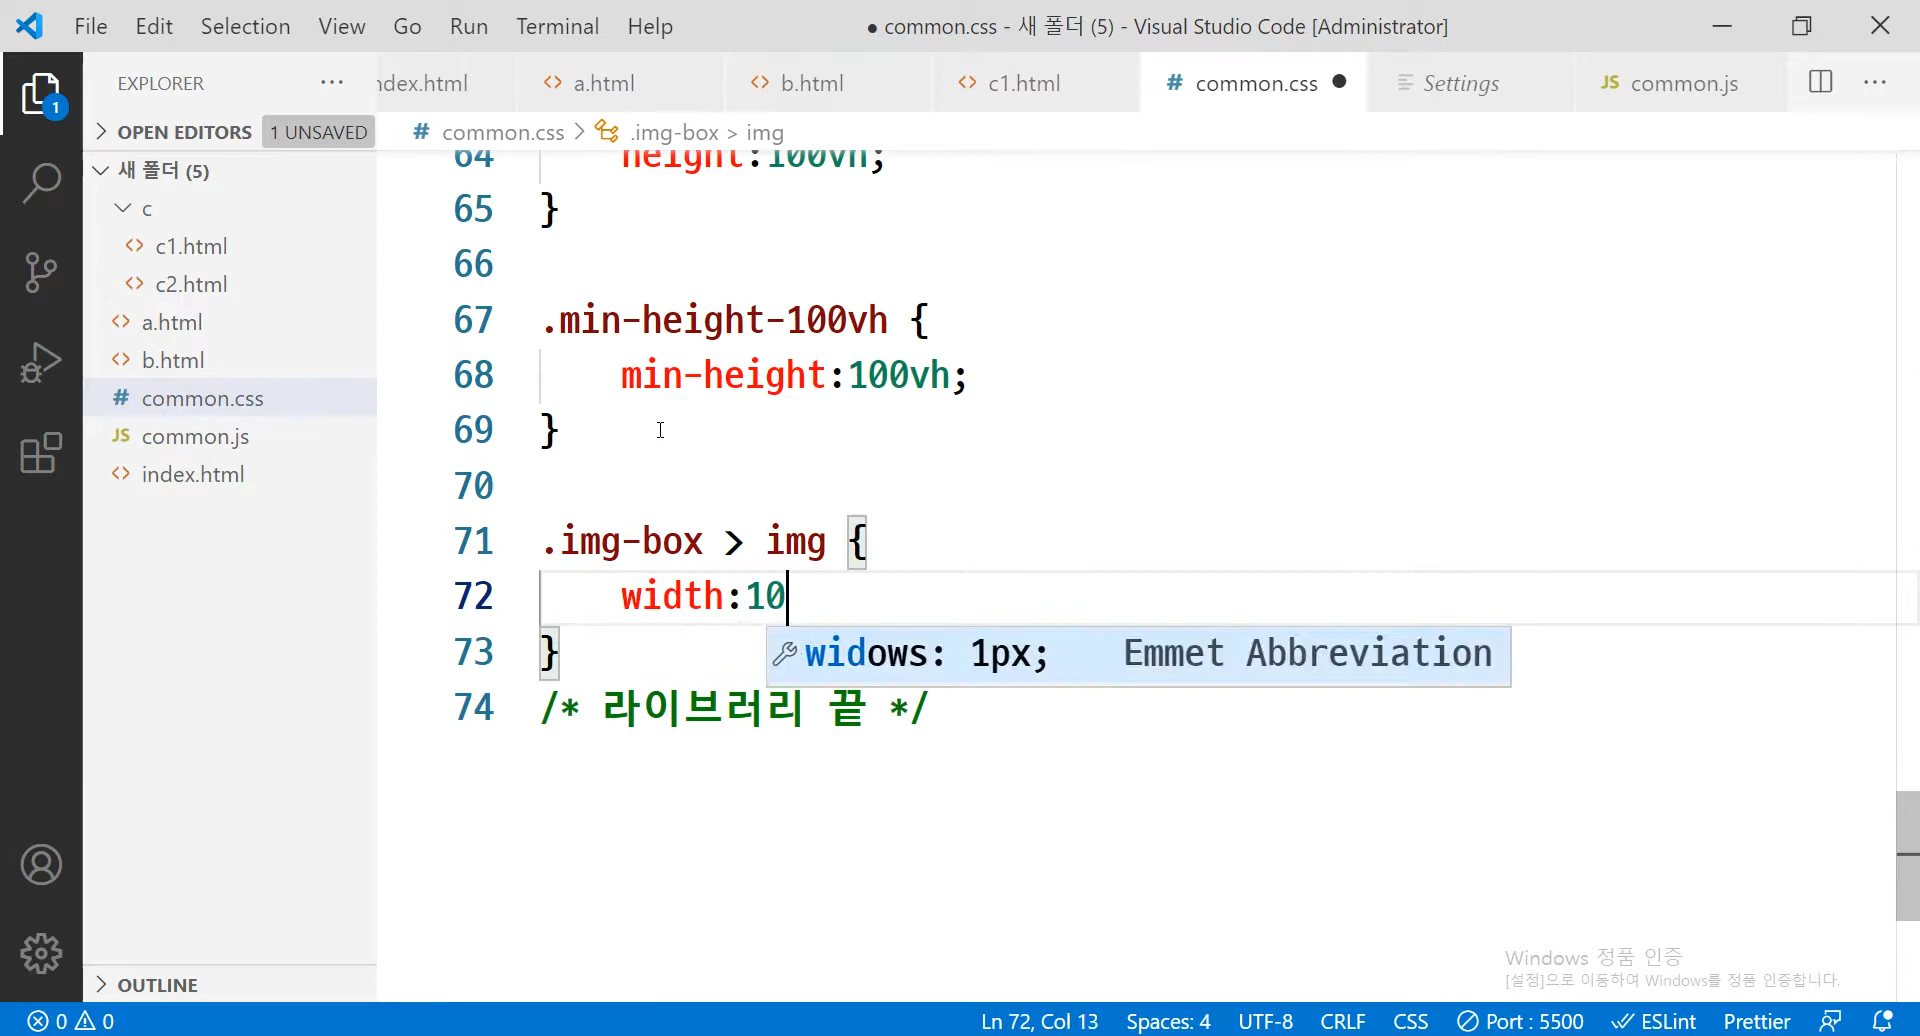 File Edit Selection View Go Run Terminal Help ● common.css - 새 폴더 (5) - Visual Studio Code [Administrator]
EXPLORER ··· ndex.html <> a.html <> b.html <> c1.html # common.css ● Settings JS common.js ···
OPEN EDITORS 1 UNSAVED # common.css > .img-box > img
1
새 폴더 (5)
c
<> c1.html
<> c2.html
<> a.html
<> b.html
# common.css
JS common.js
<> index.html
OUTLINE
64 height:100vh;
65 }
66
67 .min-height-100vh {
68 min-height:100vh;
69 }
70
71 .img-box > img {
72 width:10
73 } widows: 1px; Emmet Abbreviation
74 /* 라이브러리 끝 */
Windows 정품 인증
[설정]으로 이동하여 Windows를 정품 인증합니다.
0 0 Ln 72, Col 13 Spaces: 4 UTF-8 CRLF CSS Port : 5500 ESLint Prettier